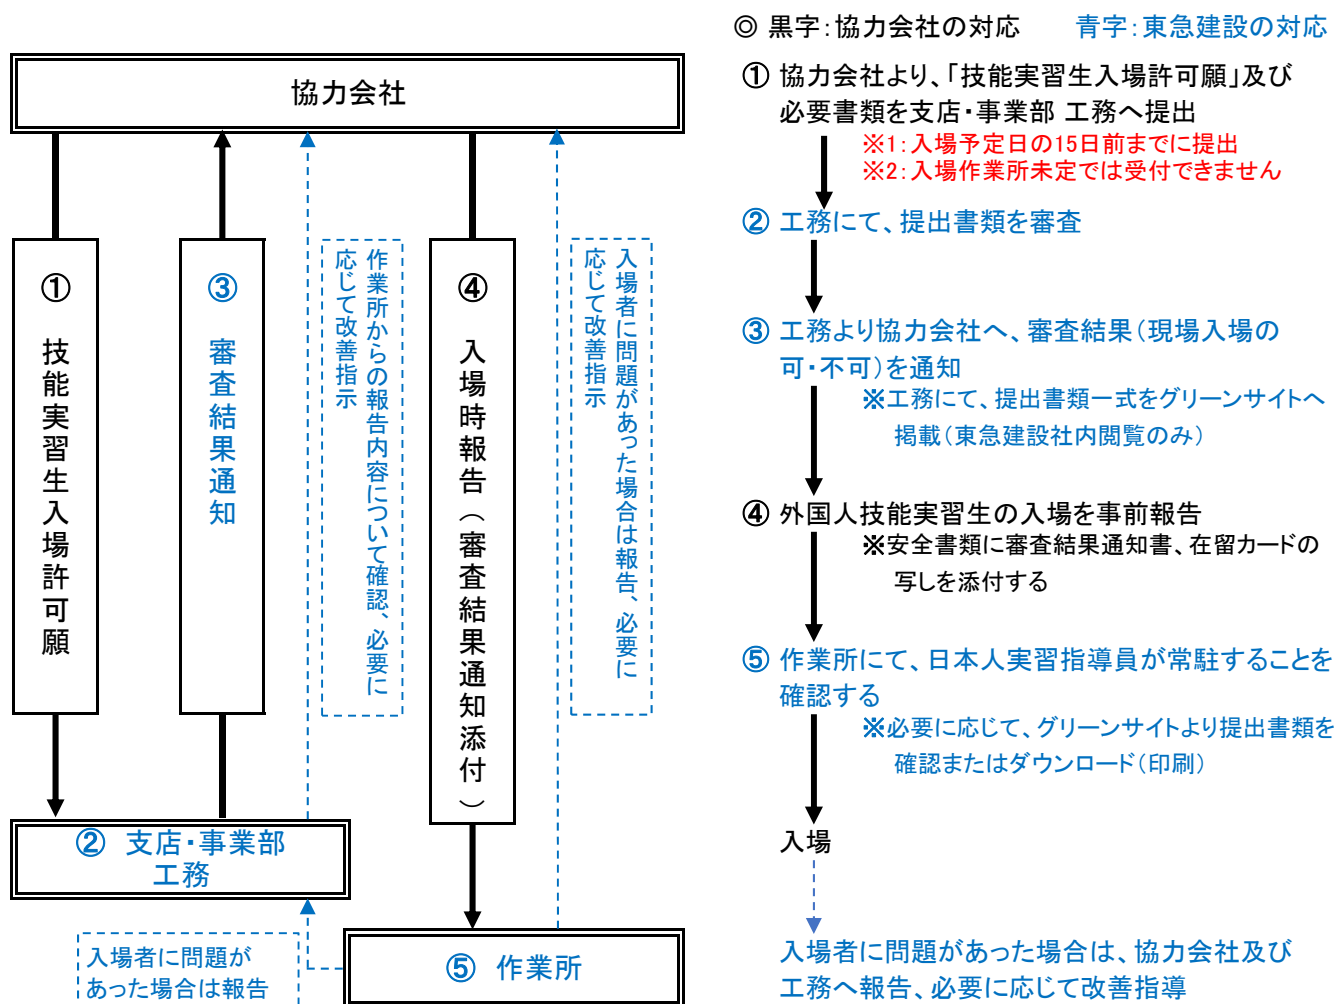 ◎ 黒字：協力会社の対応　　青字：東急建設の対応
協力会社
①
技能実習生入場許可願
③
審査結果通知
作業所からの報告内容について確認、必要に
応じて改善指示
④
入場時報告（審査結果通知添付）
入場者に問題があった場合は報告、必要に
応じて改善指示
② 支店・事業部
工務
入場者に問題が
あった場合は報告
⑤ 作業所
① 協力会社より、「技能実習生入場許可願」及び
必要書類を支店・事業部 工務へ提出
※1：入場予定日の15日前までに提出
※2：入場作業所未定では受付できません
② 工務にて、提出書類を審査
③ 工務より協力会社へ、審査結果（現場入場の
可・不可）を通知
※工務にて、提出書類一式をグリーンサイトへ
掲載（東急建設社内閲覧のみ）
④ 外国人技能実習生の入場を事前報告
※安全書類に審査結果通知書、在留カードの
写しを添付する
⑤ 作業所にて、日本人実習指導員が常駐することを
確認する
※必要に応じて、グリーンサイトより提出書類を
確認またはダウンロード（印刷）
入場
入場者に問題があった場合は、協力会社及び
工務へ報告、必要に応じて改善指導